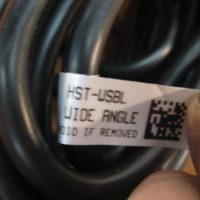 HST-WSBL
WIDE ANGLE
OID IF REMOVED